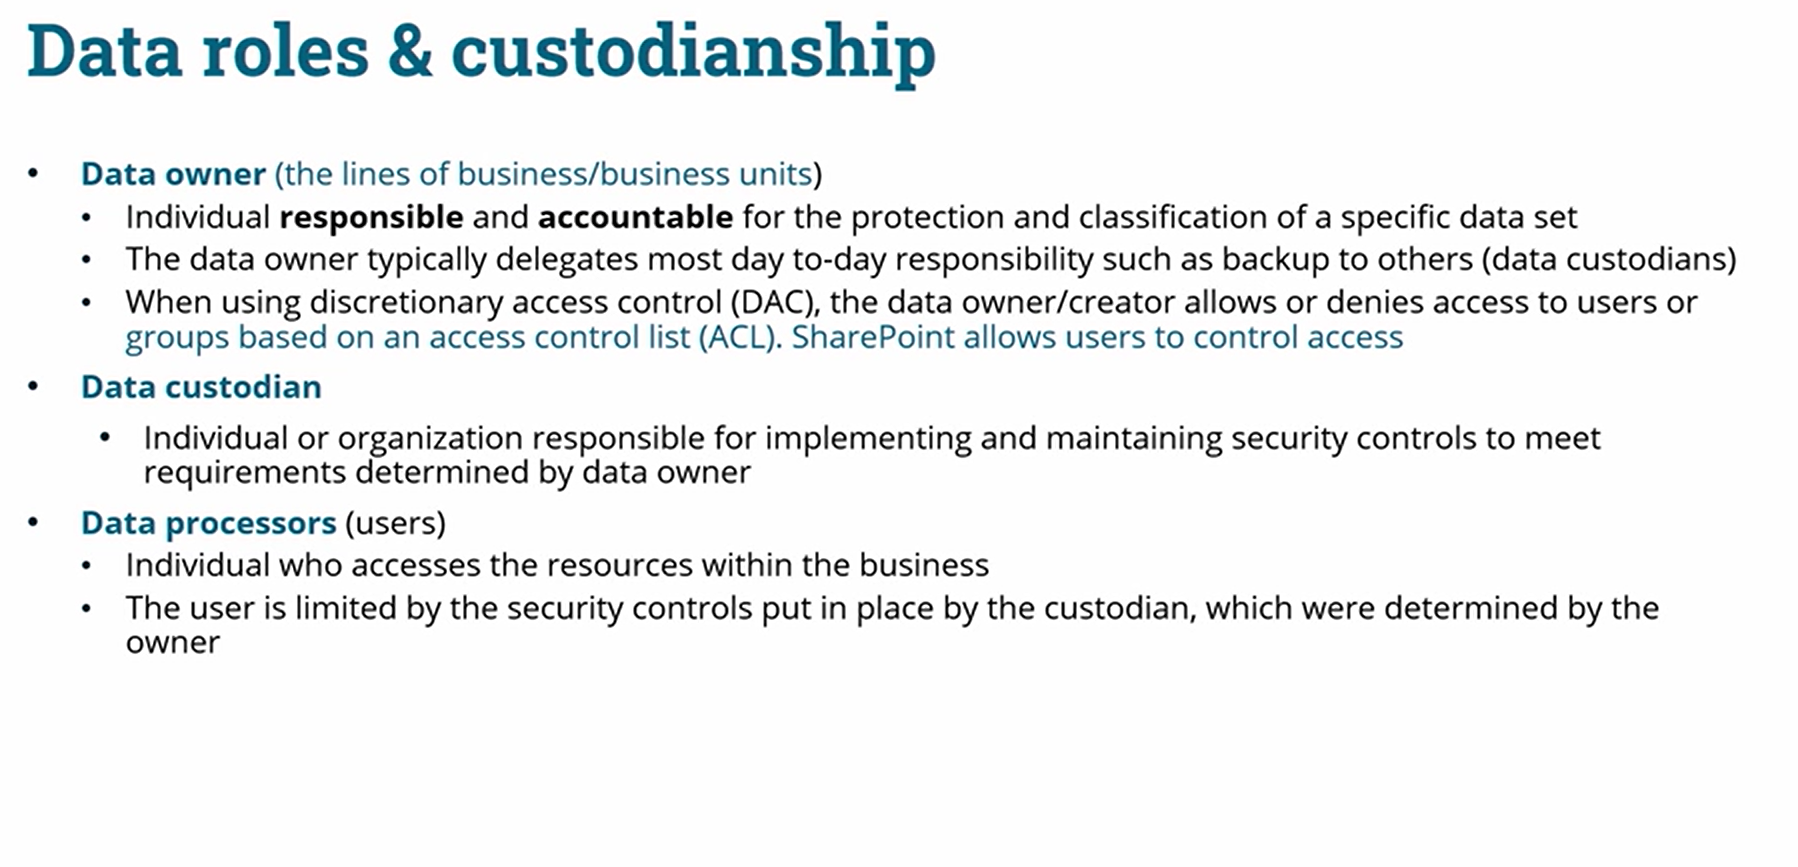 Data roles & custodianship
• Data owner (the lines of business/business units)
• Individual responsible and accountable for the protection and classification of a specific data set
• The data owner typically delegates most day to-day responsibility such as backup to others (data custodians)
• When using discretionary access control (DAC), the data owner/creator allows or denies access to users or
groups based on an access control list (ACL). SharePoint allows users to control access
• Data custodian
• Individual or organization responsible for implementing and maintaining security controls to meet
requirements determined by data owner
• Data processors (users)
• Individual who accesses the resources within the business
• The user is limited by the security controls put in place by the custodian, which were determined by the
owner